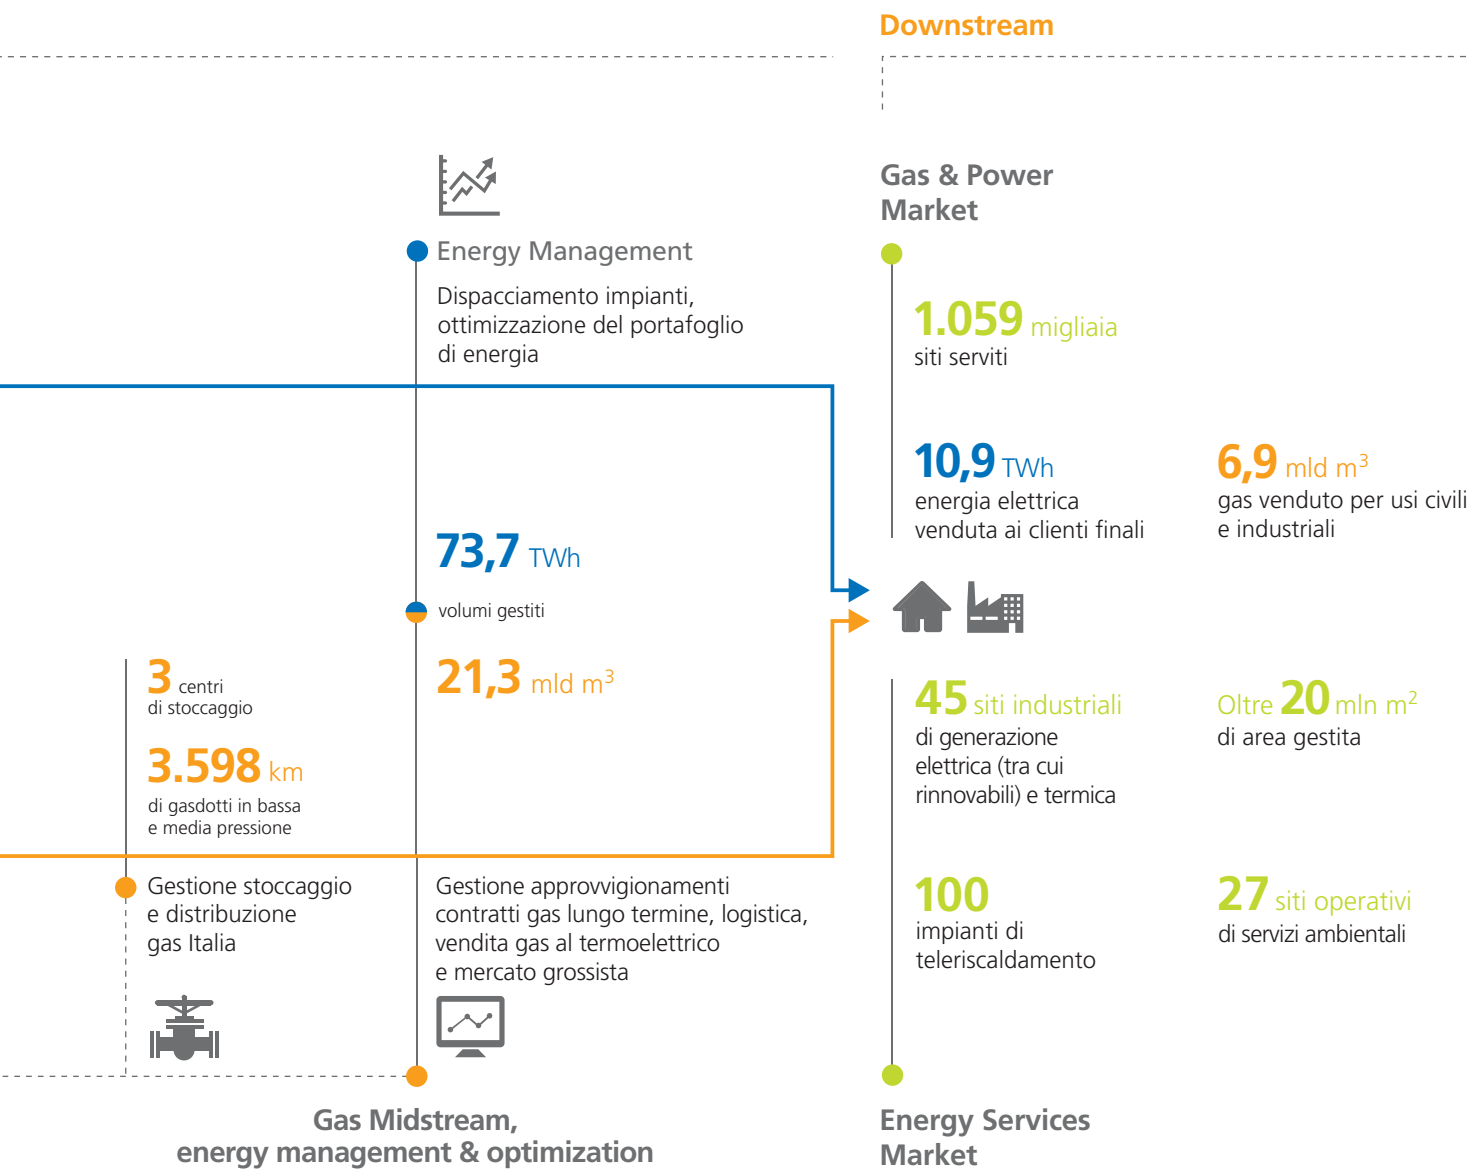 Downstream
Energy Management
Dispacciamento impianti,
ottimizzazione del portafoglio
di energia
73,7 TWh
volumi gestiti
21,3 mld m³
3 centri
di stoccaggio
3.598 km
di gasdotti in bassa
e media pressione
Gestione stoccaggio
e distribuzione
gas Italia
Gestione approvvigionamenti
contratti gas lungo termine, logistica,
vendita gas al termoelettrico
e mercato grossista
Gas Midstream,
energy management & optimization
Gas & Power
Market
1.059 migliaia
siti serviti
10,9 TWh
energia elettrica
venduta ai clienti finali
6,9 mld m³
gas venduto per usi civili
e industriali
45 siti industriali
di generazione
elettrica (tra cui
rinnovabili) e termica
Oltre 20 mln m²
di area gestita
100
impianti di
teleriscaldamento
27 siti operativi
di servizi ambientali
Energy Services
Market